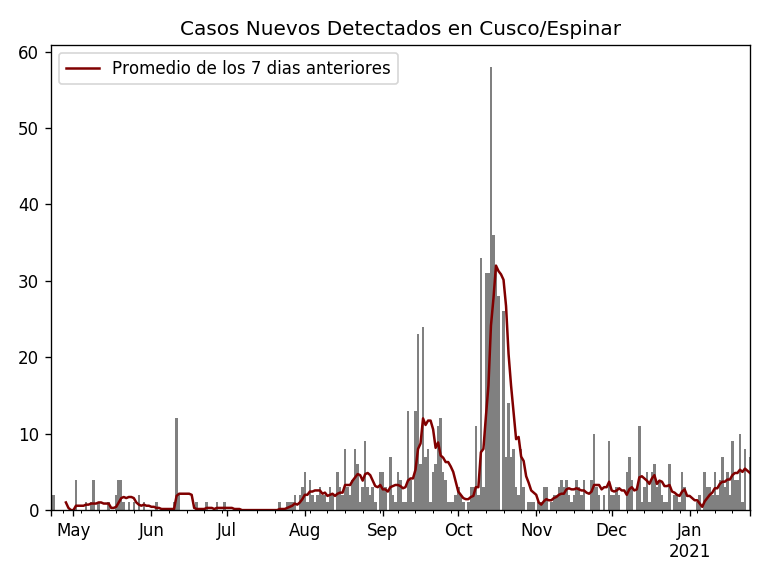 Casos Nuevos Detectados en Cusco/Espinar
Promedio de los 7 dias anteriores
60
50
40
30
20
10
0
May Jun Jul Aug Sep Oct Nov Dec Jan
2021